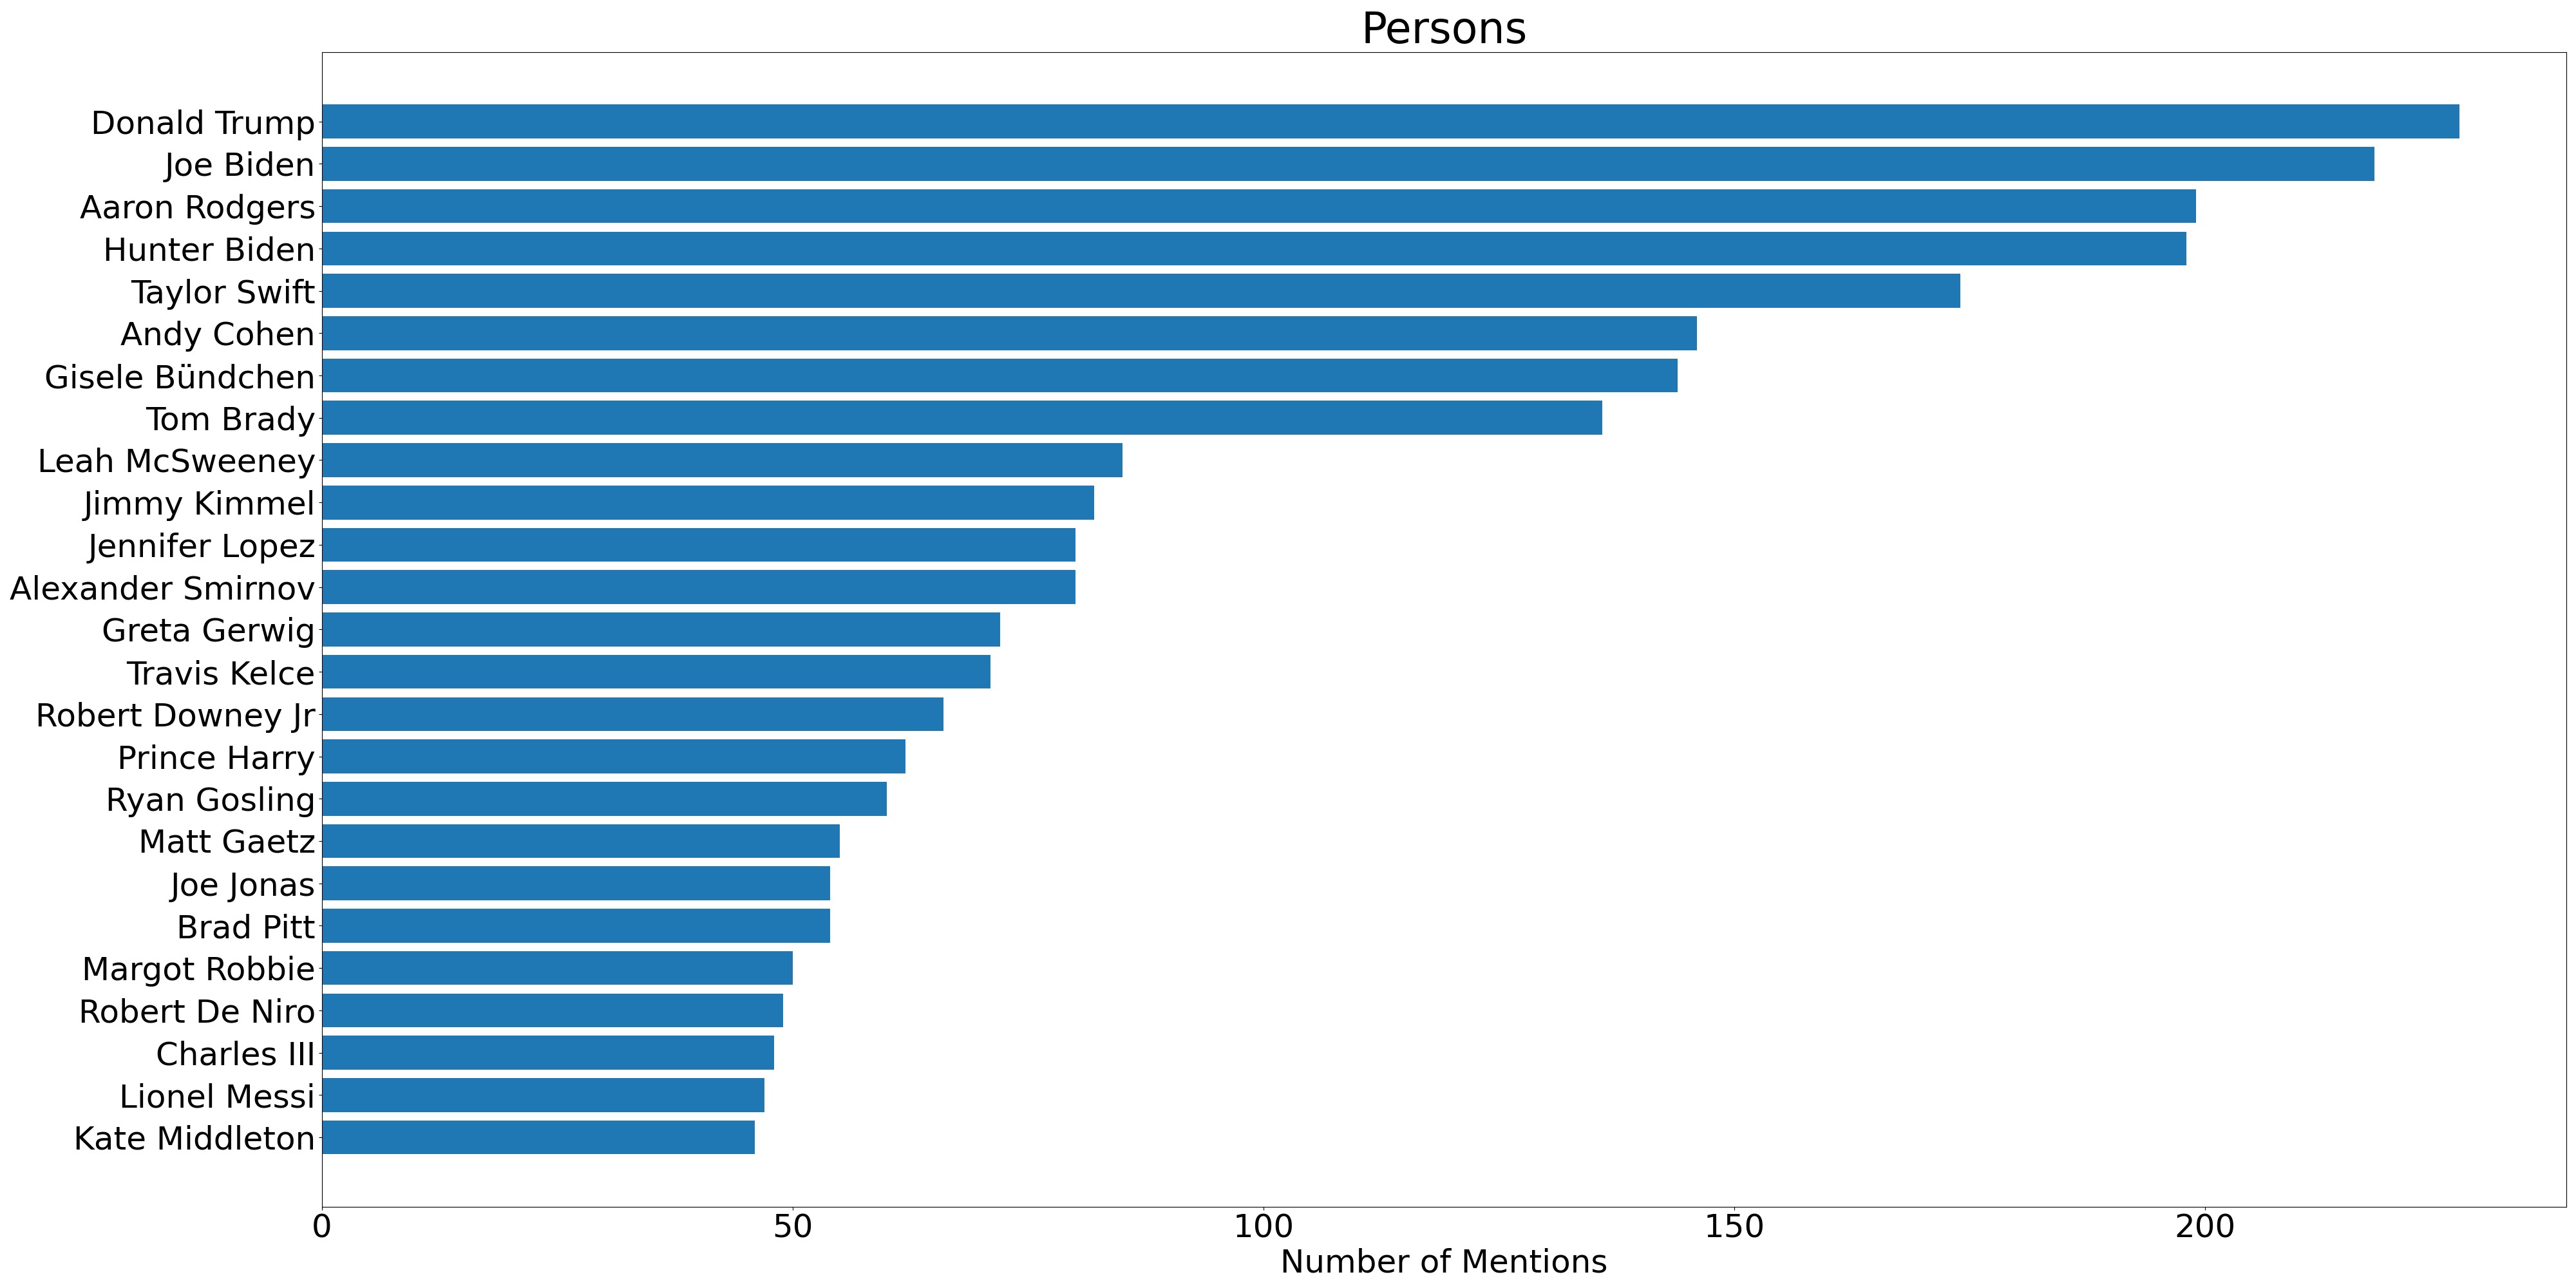 Persons
Donald Trump
Joe Biden
Aaron Rodgers
Hunter Biden
Taylor Swift
Andy Cohen
Gisele Bündchen
Tom Brady
Leah McSweeney
Jimmy Kimmel
Jennifer Lopez
Alexander Smirnov
Greta Gerwig
Travis Kelce
Robert Downey Jr
Prince Harry
Ryan Gosling
Matt Gaetz
Joe Jonas
Brad Pitt
Margot Robbie
Robert De Niro
Charles III
Lionel Messi
Kate Middleton
0 50 100 150 200
Number of Mentions